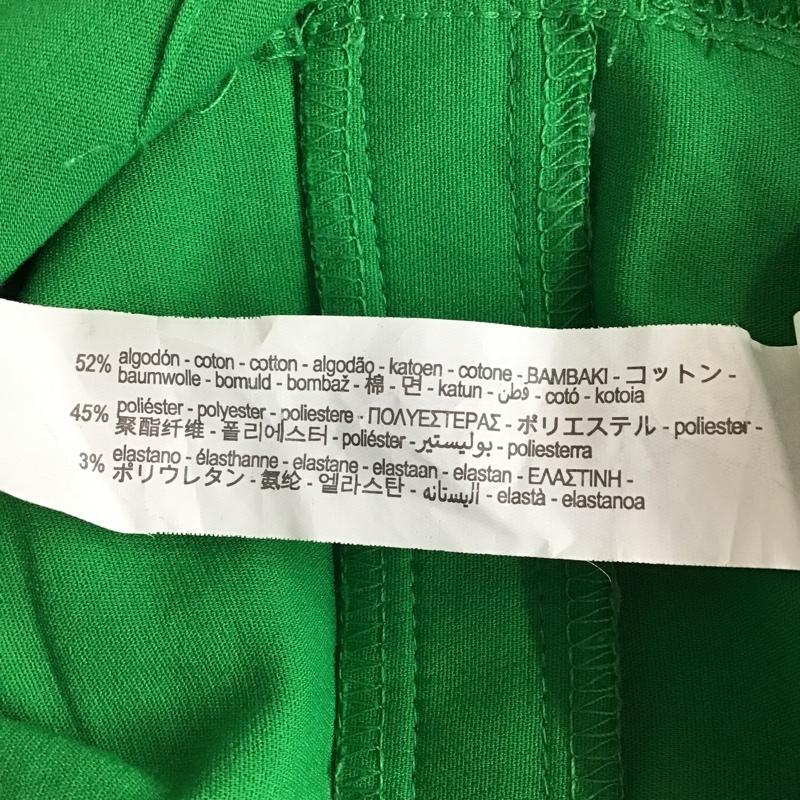 52% algodón - coton - cotton - algodão - katoen - cotone - BAMBAKI - コットン -
baumwolle - bomuld - bombaž - 棉 - 면 - katun - قطن - cotó - kotoia
45% poliéster - polyester - poliestere - ΠΟΛΥΕΣΤΕΡΑΣ - ポリエステル - poliester -
聚酯纤维 - 폴리에스터 - poliéster - بوليستير - poliesterra
3% elastano - élasthanne - elastane - elastaan - elastan - ΕΛΑΣΤΙΝΗ -
ポリウレタン - 氨纶 - 엘라스탄 - اليستانه - elastà - elastanoa